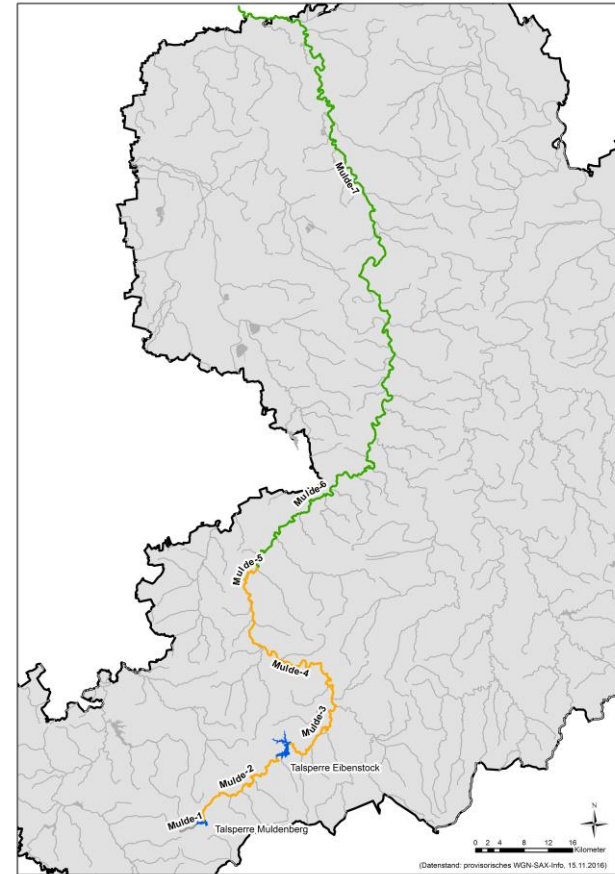 Mulde-7
Mulde-6
Mulde-5
Mulde-4
Mulde-3
Mulde-2
Talsperre Eibenstock
Mulde-1
Talsperre Muldenberg
N
0 2 4 8 12 16
Kilometer
(Datenstand: provisorisches WGN-SAX-Info, 15.11.2016)